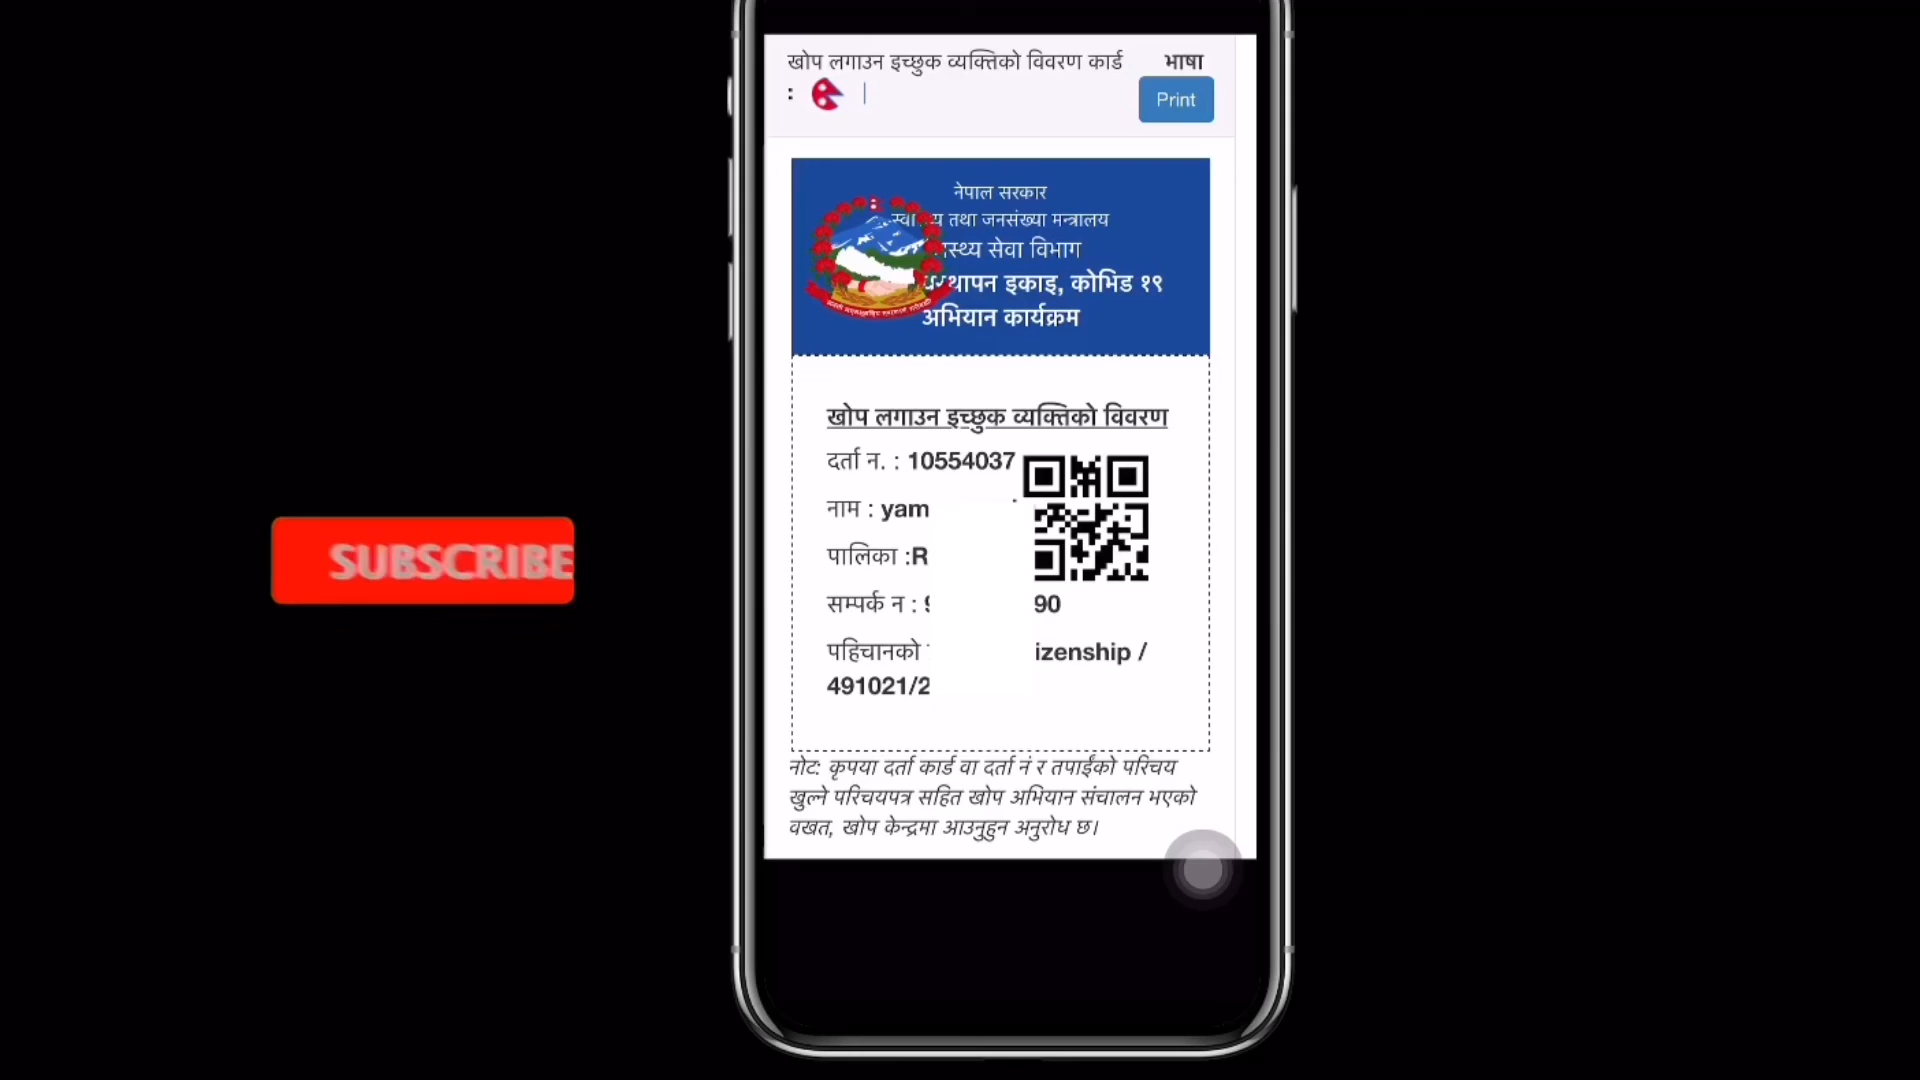 खोप लगाउन इच्छुक व्यक्तिको विवरण कार्ड भाषा
:
Print
नेपाल सरकार
तथा जनसंख्या मन्त्रालय
सेवा विभाग
इकाइ, कोभिड १९
अभियान कार्यक्रम
खोप लगाउन इच्छुक व्यक्तिको विवरण
दर्ता न. : 10554037
नाम : yam
पालिका :R
सम्पर्क न : 90
पहिचानको izenship /
491021/2
नोट: कृपया दर्ता कार्ड वा दर्ता नं र तपाईंको परिचय
खुल्ने परिचयपत्र सहित खोप अभियान संचालन भएको
वखत, खोप केन्द्रमा आउनुहुन अनुरोध छ।
SUBSCRIBE